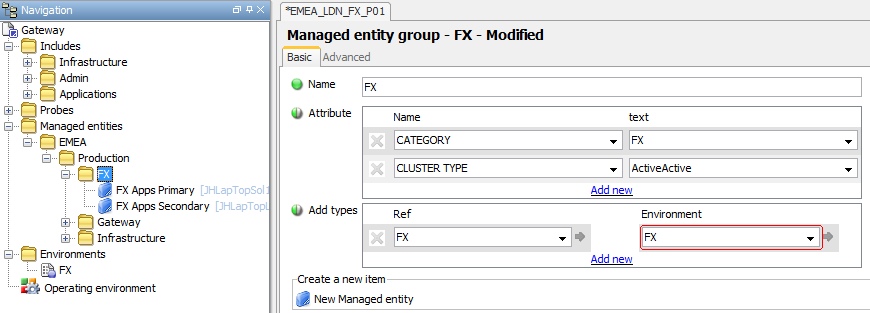 Navigation
Gateway
Includes
Infrastructure
Admin
Applications
Probes
Managed entities
EMEA
Production
FX
FX Apps Primary [JHLapTopSol1
FX Apps Secondary [JHLapTopL
Gateway
Infrastructure
Environments
FX
Operating environment
*EMEA_LDN_FX_P01
Managed entity group - FX - Modified
Basic Advanced
Name FX
Attribute Name text
CATEGORY FX
CLUSTER TYPE ActiveActive
Add new
Add types Ref Environment
FX FX
Add new
Create a new item
New Managed entity